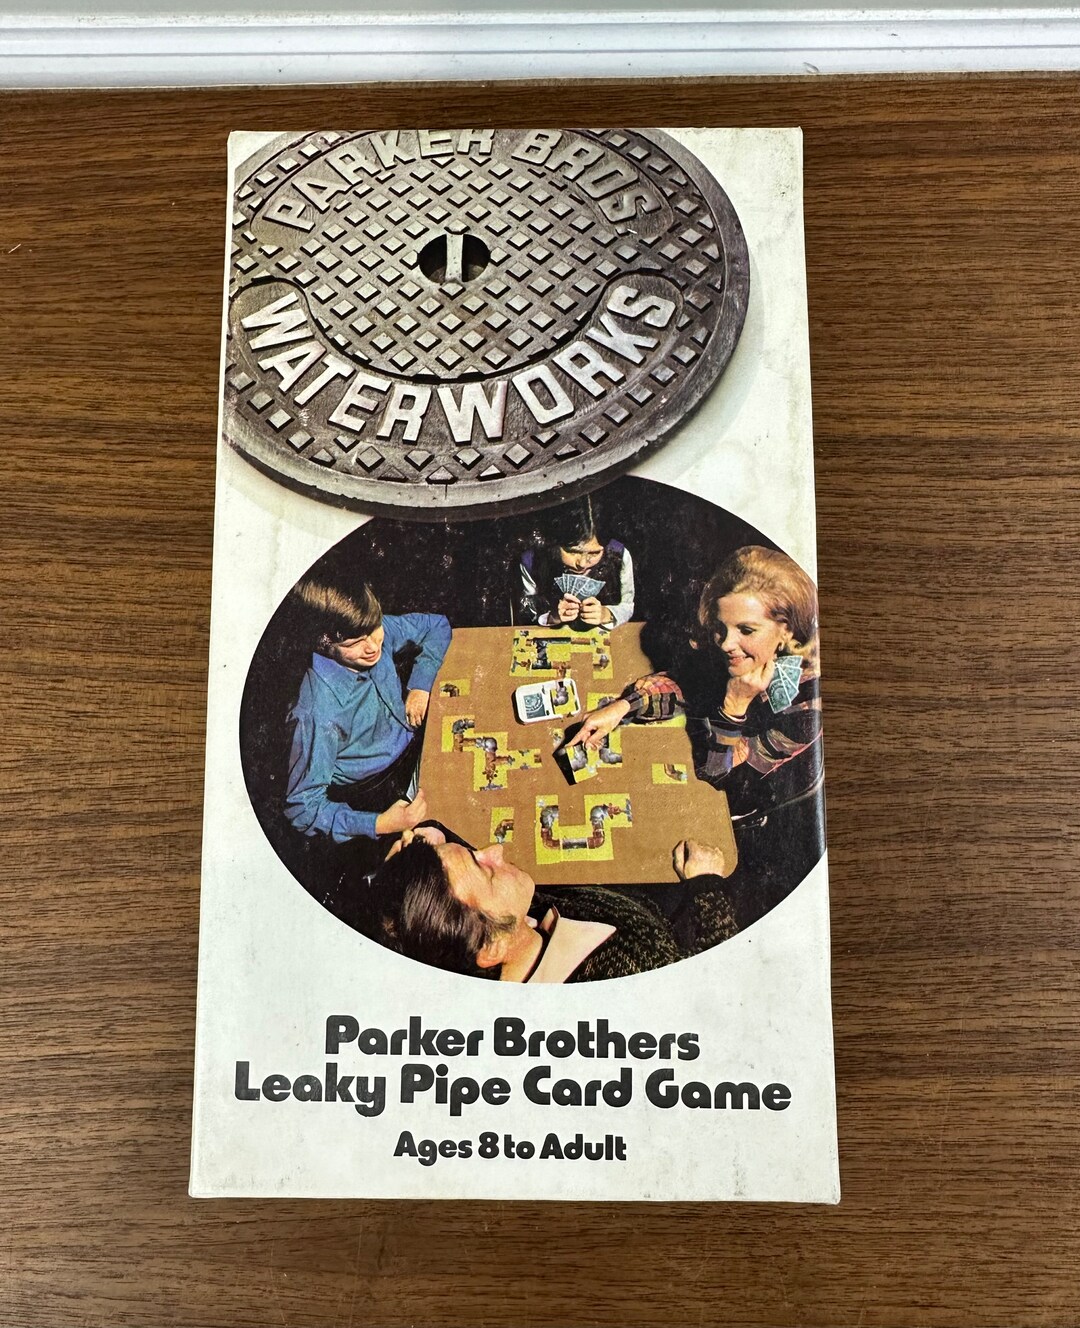 PARKER BROS
WATERWORKS
Parker Brothers
Leaky Pipe Card Game
Ages 8 to Adult